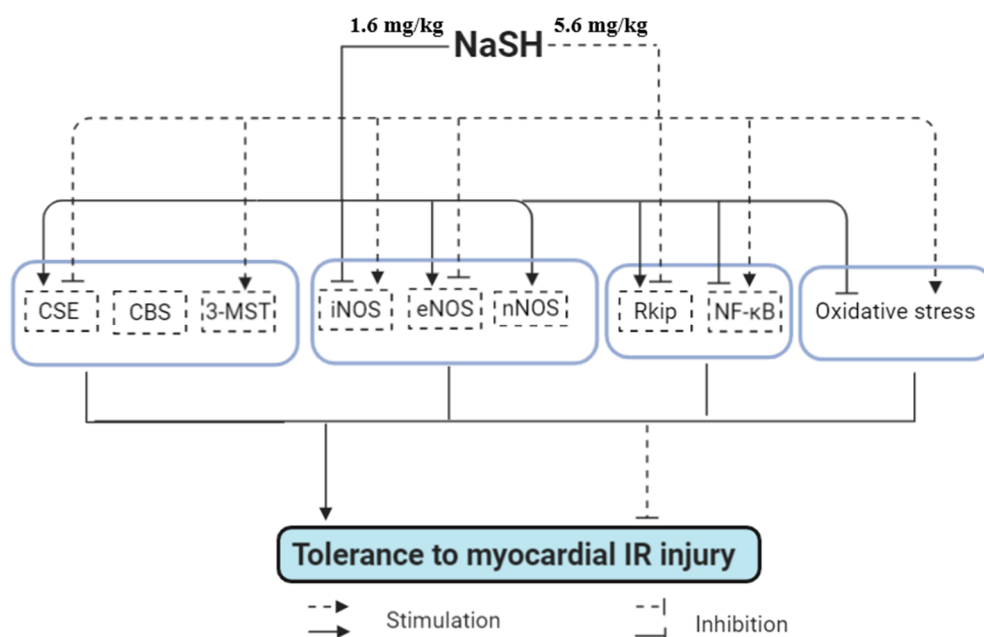 1.6 mg/kg NaSH 5.6 mg/kg
CSE CBS 3-MST iNOS eNOS nNOS Rkip NF-κB Oxidative stress
Tolerance to myocardial IR injury
Stimulation Inhibition